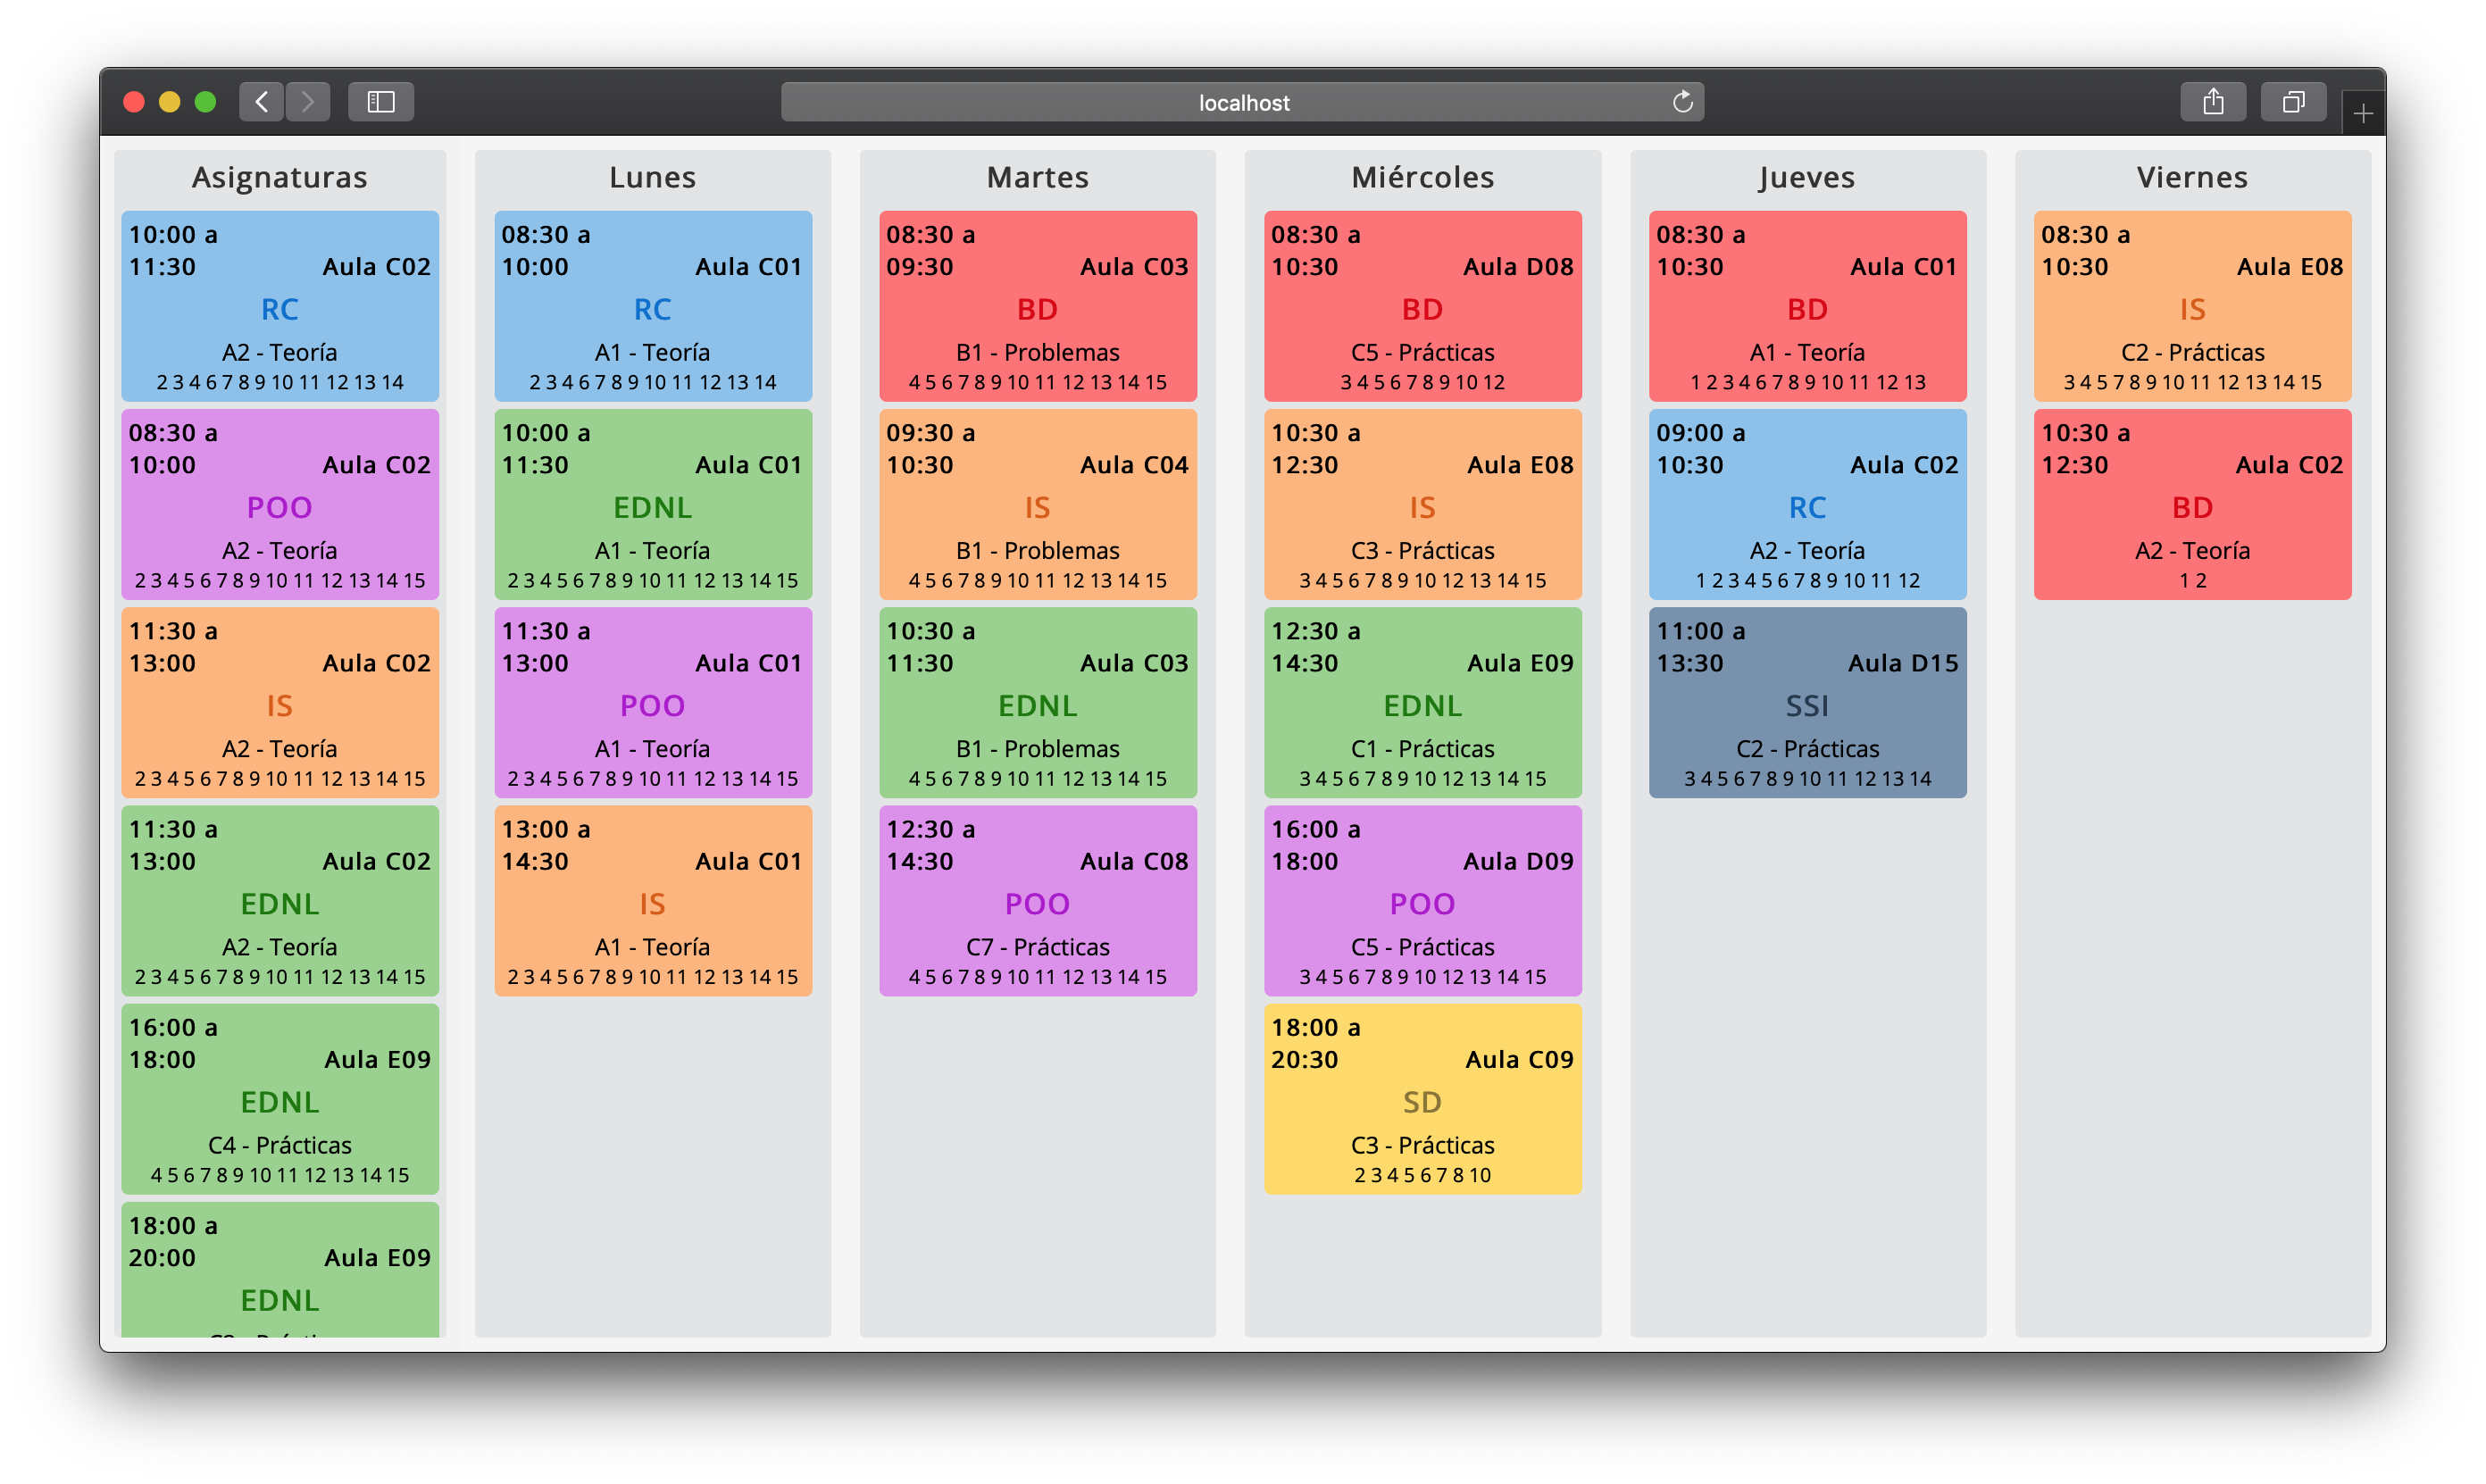 localhost
Asignaturas
10:00 a
11:30 Aula C02
RC
A2 - Teoría
2 3 4 6 7 8 9 10 11 12 13 14
08:30 a
10:00 Aula C02
POO
A2 - Teoría
2 3 4 5 6 7 8 9 10 11 12 13 14 15
11:30 a
13:00 Aula C02
IS
A2 - Teoría
2 3 4 5 6 7 8 9 10 11 12 13 14 15
11:30 a
13:00 Aula C02
EDNL
A2 - Teoría
2 3 4 5 6 7 8 9 10 11 12 13 14 15
16:00 a
18:00 Aula E09
EDNL
C4 - Prácticas
4 5 6 7 8 9 10 11 12 13 14 15
18:00 a
20:00 Aula E09
EDNL
Lunes
08:30 a
10:00 Aula C01
RC
A1 - Teoría
2 3 4 6 7 8 9 10 11 12 13 14
10:00 a
11:30 Aula C01
EDNL
A1 - Teoría
2 3 4 5 6 7 8 9 10 11 12 13 14 15
11:30 a
13:00 Aula C01
POO
A1 - Teoría
2 3 4 5 6 7 8 9 10 11 12 13 14 15
13:00 a
14:30 Aula C01
IS
A1 - Teoría
2 3 4 5 6 7 8 9 10 11 12 13 14 15
Martes
08:30 a
09:30 Aula C03
BD
B1 - Problemas
4 5 6 7 8 9 10 11 12 13 14 15
09:30 a
10:30 Aula C04
IS
B1 - Problemas
4 5 6 7 8 9 10 11 12 13 14 15
10:30 a
11:30 Aula C03
EDNL
B1 - Problemas
4 5 6 7 8 9 10 11 12 13 14 15
12:30 a
14:30 Aula C08
POO
C7 - Prácticas
4 5 6 7 8 9 10 11 12 13 14 15
Miércoles
08:30 a
10:30 Aula D08
BD
C5 - Prácticas
3 4 5 6 7 8 9 10 12
10:30 a
12:30 Aula E08
IS
C3 - Prácticas
3 4 5 6 7 8 9 10 12 13 14 15
12:30 a
14:30 Aula E09
EDNL
C1 - Prácticas
3 4 5 6 7 8 9 10 12 13 14 15
16:00 a
18:00 Aula D09
POO
C5 - Prácticas
3 4 5 6 7 8 9 10 12 13 14 15
18:00 a
20:30 Aula C09
SD
C3 - Prácticas
2 3 4 5 6 7 8 10
Jueves
08:30 a
10:30 Aula C01
BD
A1 - Teoría
1 2 3 4 6 7 8 9 10 11 12 13
09:00 a
10:30 Aula C02
RC
A2 - Teoría
1 2 3 4 5 6 7 8 9 10 11 12
11:00 a
13:30 Aula D15
SSI
C2 - Prácticas
3 4 5 6 7 8 9 10 11 12 13 14
Viernes
08:30 a
10:30 Aula E08
IS
C2 - Prácticas
3 4 5 7 8 9 10 11 12 13 14 15
10:30 a
12:30 Aula C02
BD
A2 - Teoría
1 2